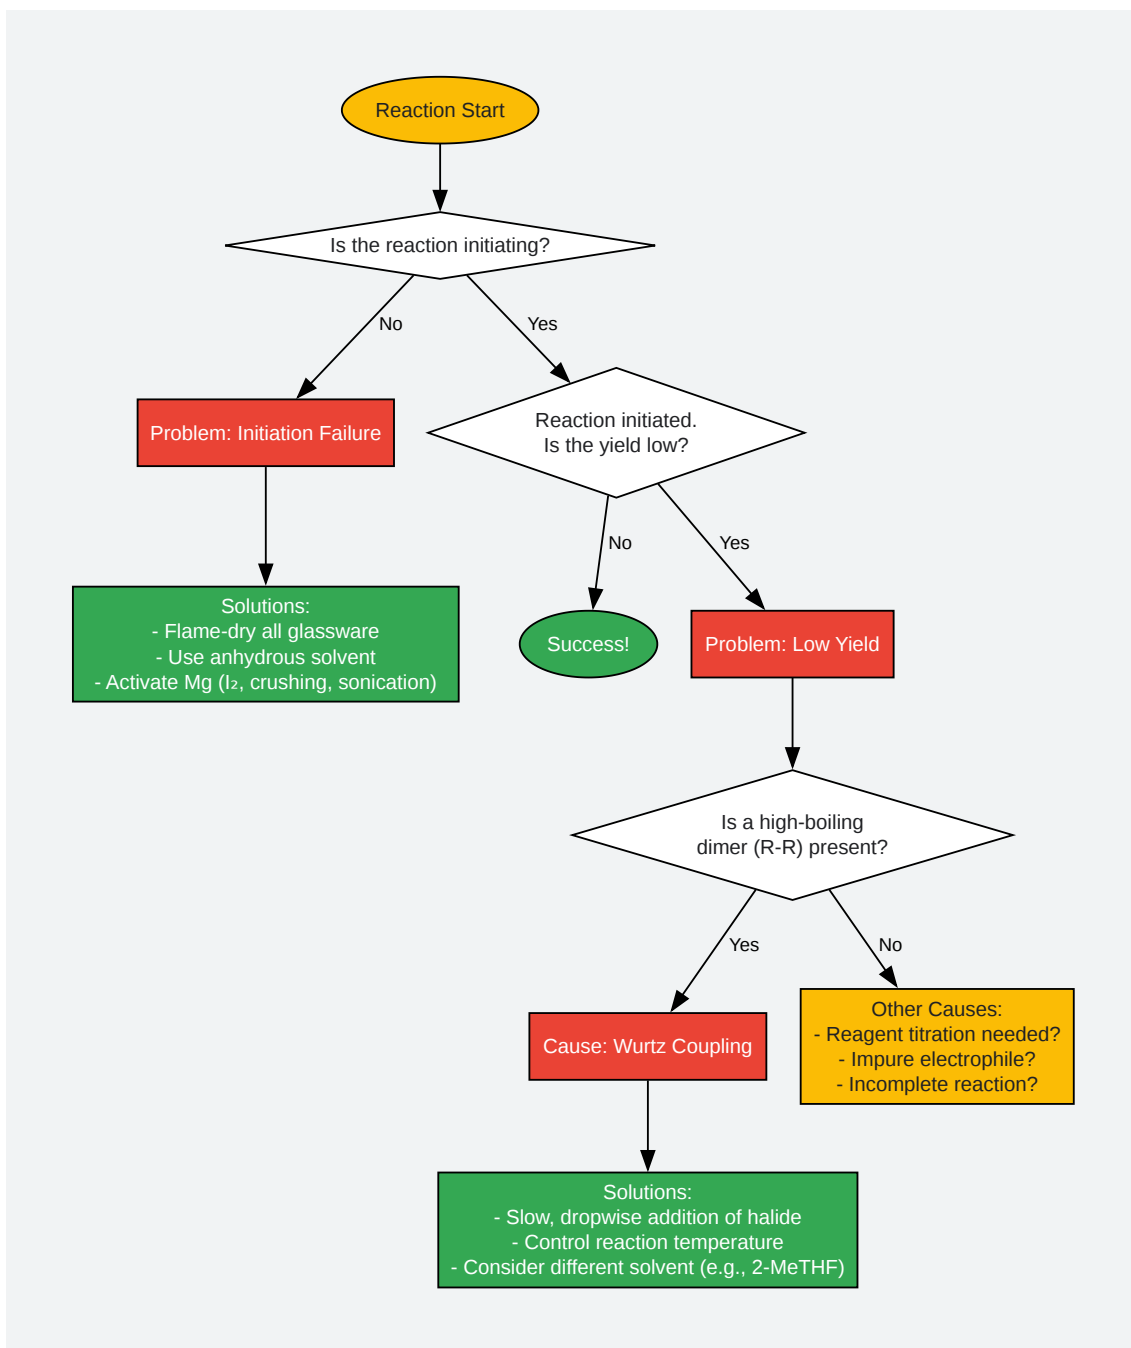 Reaction Start
Is the reaction initiating?
No
Yes
Problem: Initiation Failure
Reaction initiated.
Is the yield low?
No
Yes
Solutions:
- Flame-dry all glassware
- Use anhydrous solvent
- Activate Mg (I₂, crushing, sonication)
Success!
Problem: Low Yield
Is a high-boiling
dimer (R-R) present?
Yes
No
Cause: Wurtz Coupling
Other Causes:
- Reagent titration needed?
- Impure electrophile?
- Incomplete reaction?
Solutions:
- Slow, dropwise addition of halide
- Control reaction temperature
- Consider different solvent (e.g., 2-MeTHF)